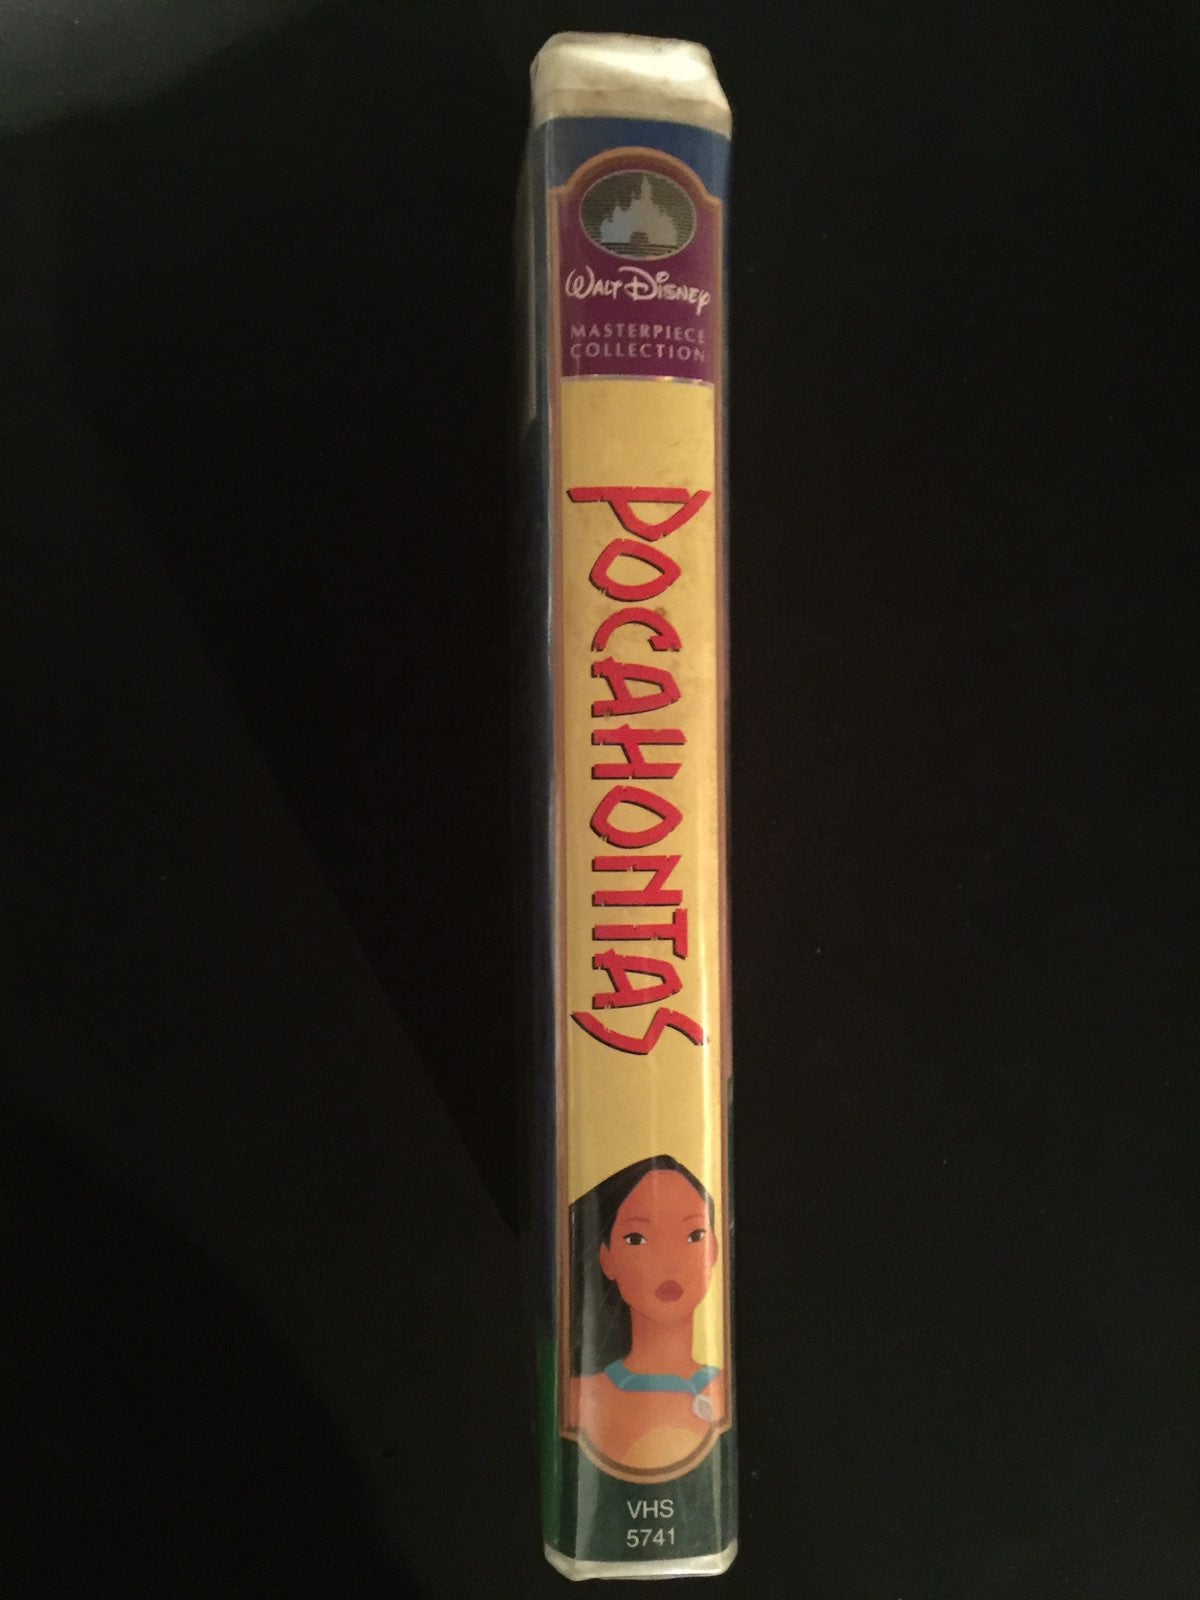 Walt Disney
MASTERPIECE
COLLECTION
POCAHONTAS
VHS
5741